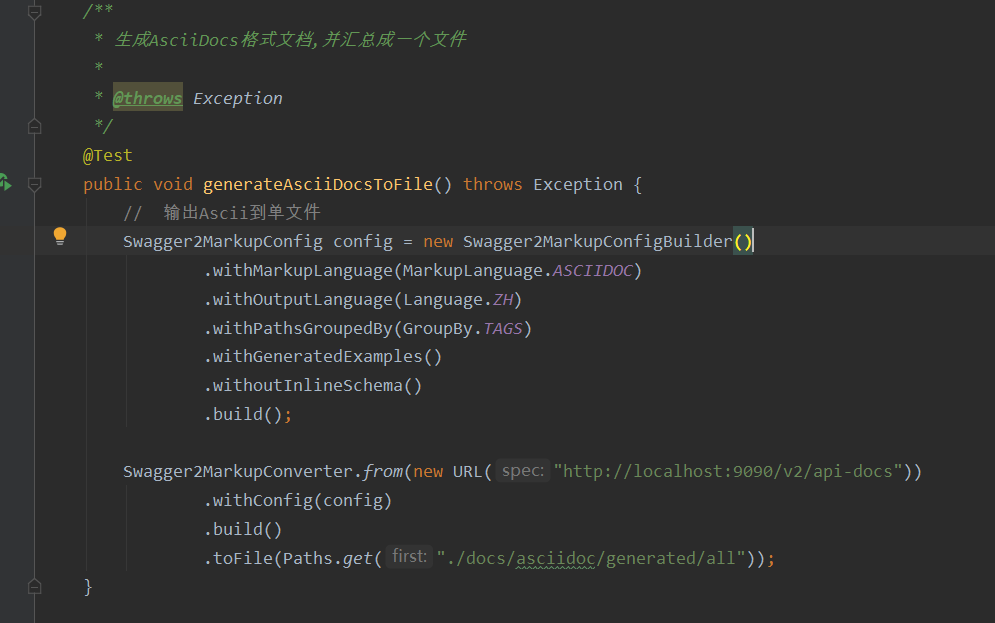 /**
* 生成AsciiDocs格式文档,并汇总成一个文件
*
* @throws Exception
*/
@Test
public void generateAsciiDocsToFile() throws Exception {
// 输出Ascii到单文件
Swagger2MarkupConfig config = new Swagger2MarkupConfigBuilder()
.withMarkupLanguage(MarkupLanguage.ASCIIDOC)
.withOutputLanguage(Language.ZH)
.withPathsGroupedBy(GroupBy.TAGS)
.withGeneratedExamples()
.withoutInlineSchema()
.build();
Swagger2MarkupConverter.from(new URL( spec: "http://localhost:9090/v2/api-docs"))
.withConfig(config)
.build()
.toFile(Paths.get( first: "./docs/asciidoc/generated/all"));
}